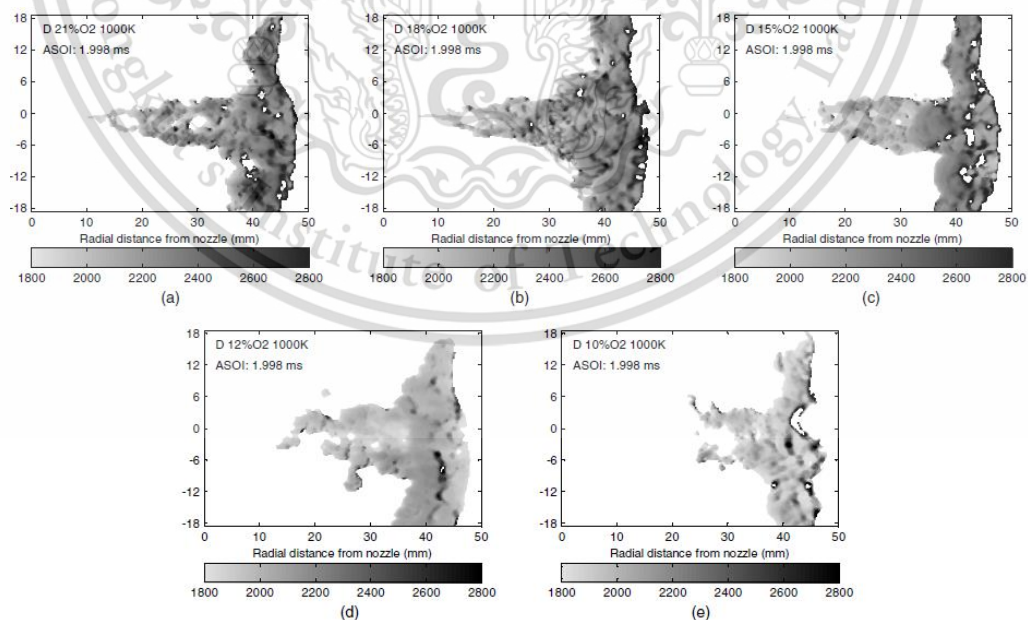 D 21%O2 1000K
ASOI: 1.998 ms
18
12
6
0
-6
-12
-18
0 10 20 30 40 50
Radial distance from nozzle (mm)
1800 2000 2200 2400 2600 2800
(a)
D 18%O2 1000K
ASOI: 1.998 ms
18
12
6
0
-6
-12
-18
0 10 20 30 40 50
Radial distance from nozzle (mm)
1800 2000 2200 2400 2600 2800
(b)
D 15%O2 1000K
ASOI: 1.998 ms
18
12
6
0
-6
-12
-18
0 10 20 30 40 50
Radial distance from nozzle (mm)
1800 2000 2200 2400 2600 2800
(c)
D 12%O2 1000K
ASOI: 1.998 ms
18
12
6
0
-6
-12
-18
0 10 20 30 40 50
Radial distance from nozzle (mm)
1800 2000 2200 2400 2600 2800
(d)
D 10%O2 1000K
ASOI: 1.998 ms
18
12
6
0
-6
-12
-18
0 10 20 30 40 50
Radial distance from nozzle (mm)
1800 2000 2200 2400 2600 2800
(e)
Institute of Technology